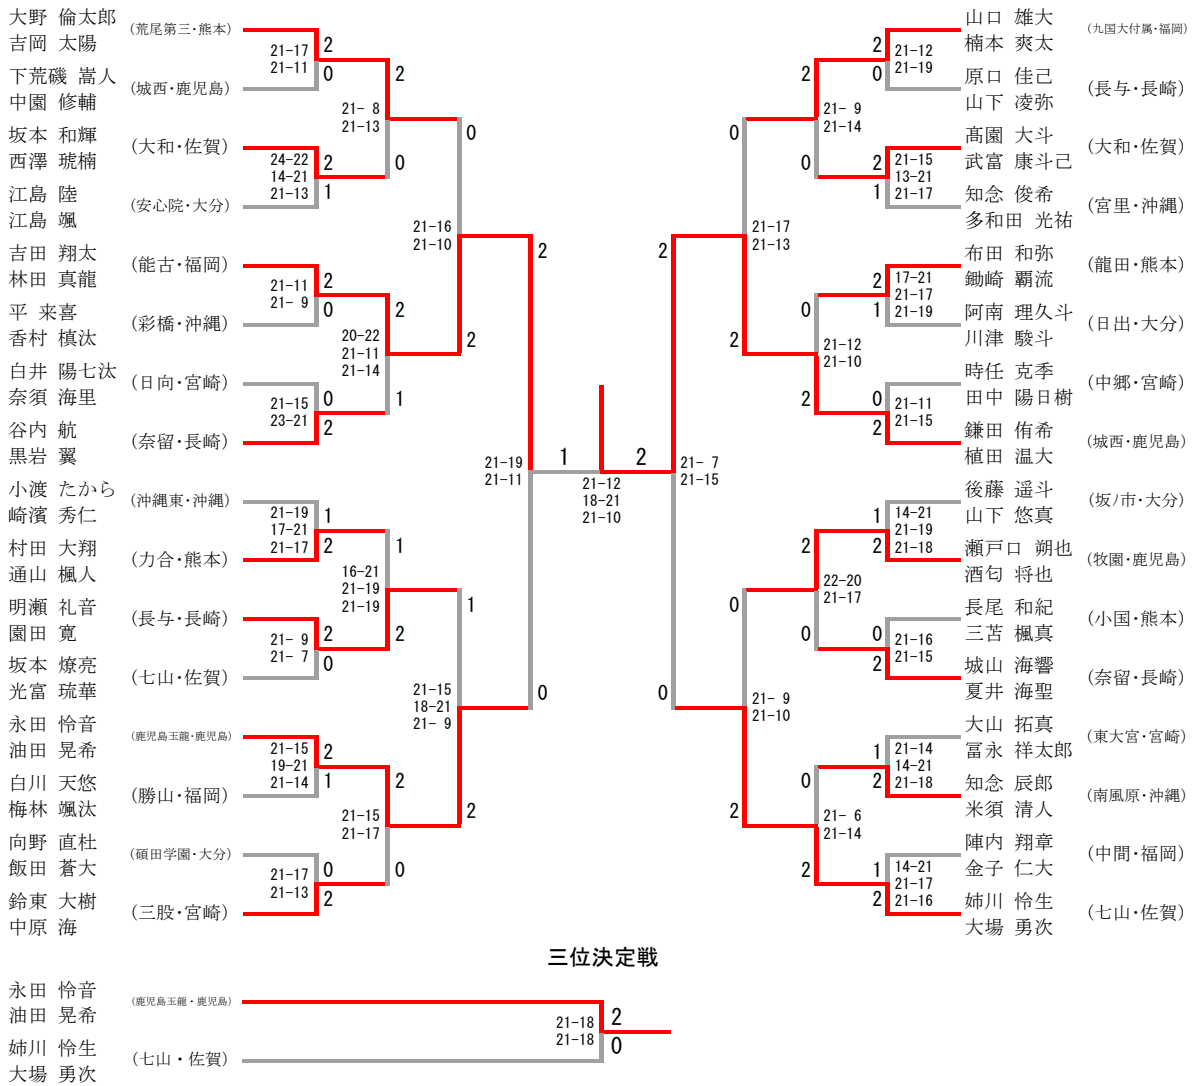 大野 倫太郎
吉岡 太陽
(荒尾第三・熊本)
下荒磯 嵩人
中園 修輔
(城西・鹿児島)
21-17
21-11
2
0
坂本 和輝
西澤 琥楠
(大和・佐賀)
江島 陸
江島 颯
(安心院・大分)
24-22
14-21
21-13
2
1
21- 8
21-13
2
0
吉田 翔太
林田 真龍
(能古・福岡)
平 来喜
香村 槙汰
(彩橋・沖縄)
21-11
21- 9
2
0
白井 陽七汰
奈須 海里
(日向・宮崎)
谷内 航
黒岩 翼
(奈留・長崎)
21-15
23-21
0
2
20-22
21-11
21-14
2
1
21-16
21-10
0
2
小渡 たから
崎濱 秀仁
(沖縄東・沖縄)
村田 大翔
通山 楓人
(力合・熊本)
21-19
17-21
21-17
1
2
明瀬 礼音
園田 寛
(長与・長崎)
坂本 燎亮
光富 琉華
(七山・佐賀)
21- 9
21- 7
2
0
16-21
21-19
21-19
1
2
永田 怜音
油田 晃希
(鹿児島玉龍・鹿児島)
白川 天悠
梅林 颯汰
(勝山・福岡)
21-15
19-21
21-14
2
1
向野 直杜
飯田 蒼大
(碩田学園・大分)
鈴東 大樹
中原 海
(三股・宮崎)
21-17
21-13
0
2
21-15
21-17
2
0
21-15
18-21
21- 9
1
2
21-19
21-11
2
0
1
2
21-12
18-21
21-10
山口 雄大
楠本 爽太
(九国大付属・福岡)
原口 佳己
山下 凌弥
(長与・長崎)
2
0
21-12
21-19
髙園 大斗
武富 康斗己
(大和・佐賀)
知念 俊希
多和田 光祐
(宮里・沖縄)
2
1
21-15
13-21
21-17
2
0
21- 9
21-14
布田 和弥
鋤崎 覇流
(龍田・熊本)
阿南 理久斗
川津 駿斗
(日出・大分)
2
1
17-21
21-17
21-19
時任 克季
田中 陽日樹
(中郷・宮崎)
鎌田 侑希
植田 温大
(城西・鹿児島)
0
2
21-11
21-15
0
2
21-12
21-10
0
2
21-17
21-13
後藤 遥斗
山下 悠真
(坂ノ市・大分)
瀬戸口 朔也
酒匂 将也
(牧園・鹿児島)
1
2
14-21
21-19
21-18
長尾 和紀
三苫 楓真
(小国・熊本)
城山 海響
夏井 海聖
(奈留・長崎)
0
2
21-16
21-15
2
0
22-20
21-17
大山 拓真
冨永 祥太郎
(東大宮・宮崎)
知念 辰郎
米須 清人
(南風原・沖縄)
1
2
21-14
14-21
21-18
陣内 翔章
金子 仁大
(中間・福岡)
姉川 怜生
大場 勇次
(七山・佐賀)
1
2
14-21
21-17
21-16
0
2
21- 6
21-14
0
2
21- 9
21-10
2
0
21- 7
21-15
三位決定戦
永田 怜音
油田 晃希
(鹿児島玉龍・鹿児島)
姉川 怜生
大場 勇次
(七山・佐賀)
21-18
21-18
2
0